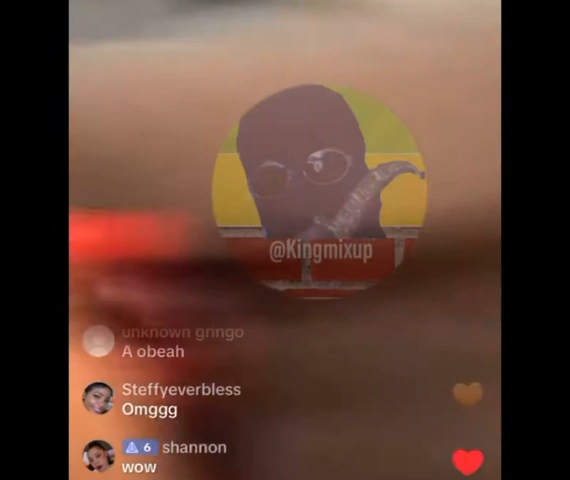 @Kingmixup
unknown gringo
A obeah
Steffyeverbless
Omggg
6 shannon
wow